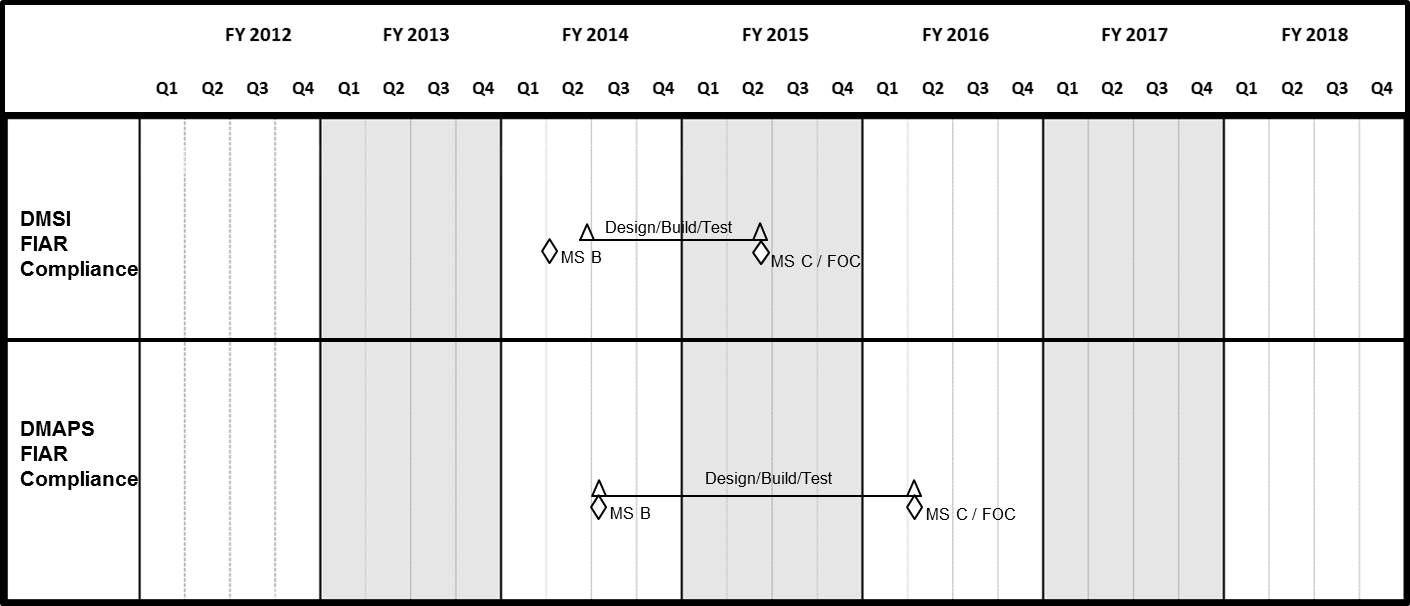 FY 2012 FY 2013 FY 2014 FY 2015 FY 2016 FY 2017 FY 2018
Q1 Q2 Q3 Q4 Q1 Q2 Q3 Q4 Q1 Q2 Q3 Q4 Q1 Q2 Q3 Q4 Q1 Q2 Q3 Q4 Q1 Q2 Q3 Q4 Q1 Q2 Q3 Q4
DMSI
FIAR
Compliance
Design/Build/Test
MS B
MS C / FOC
DMAPS
FIAR
Compliance
Design/Build/Test
MS B
MS C / FOC